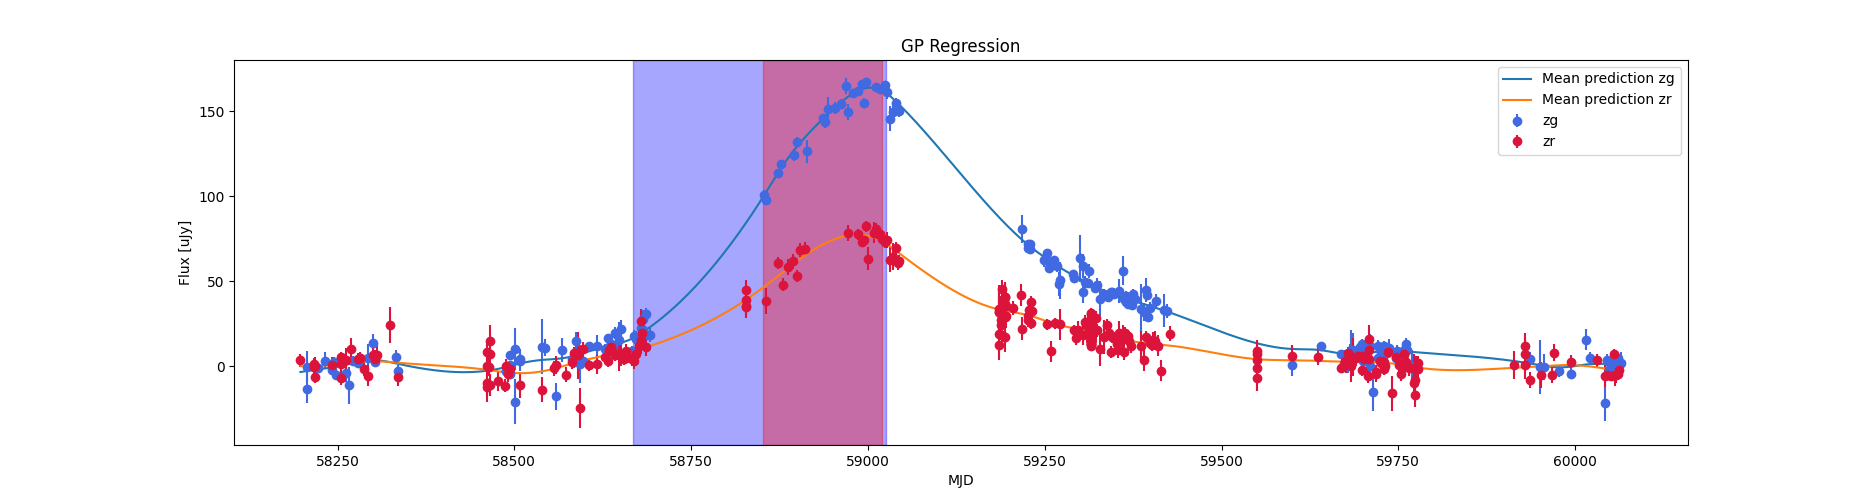 GP Regression
Mean prediction zg
Mean prediction zr
zg
zr
150
100
50
0
Flux [uJy]
58250 58500 58750 59000 59250 59500 59750 60000
MJD